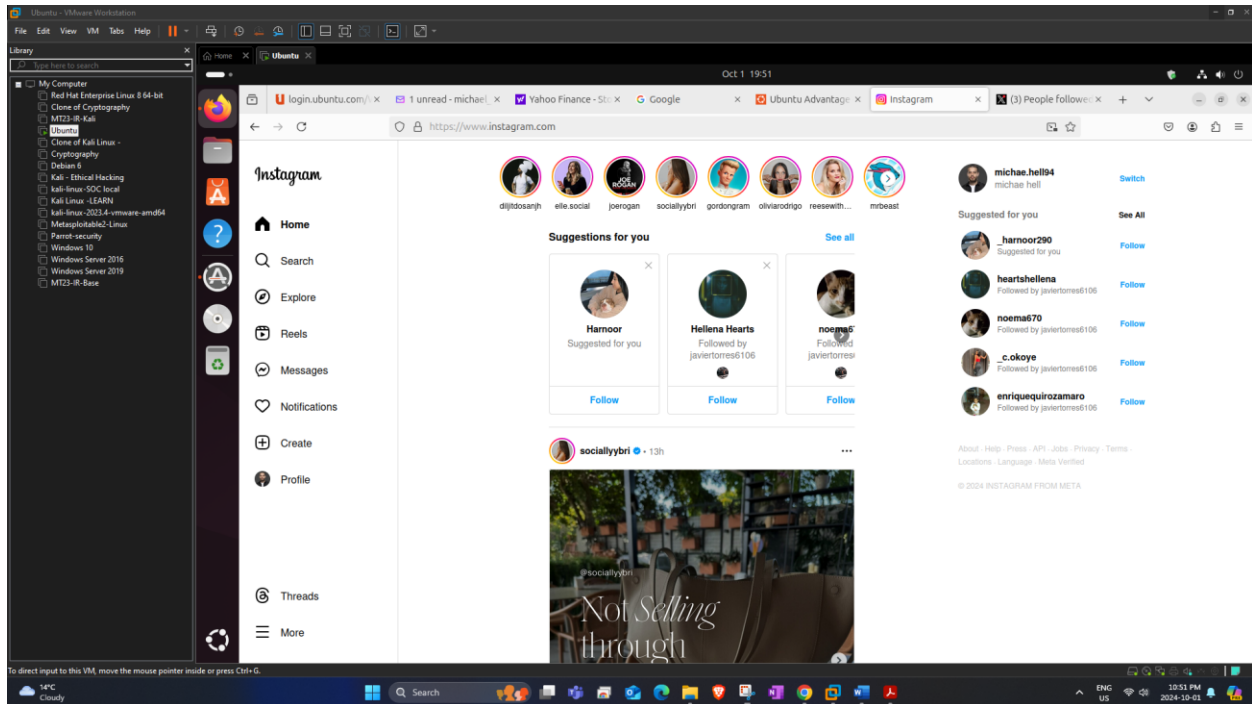 Ubuntu - VMware Workstation
File Edit View VM Tabs Help
Library
Type here to search
My Computer
Red Hat Enterprise Linux 8 64-bit
Clone of Cryptography
MT23-IR-Kali
Ubuntu
Clone of Kali Linux -
Cryptography
Debian 6
Kali - Ethical Hacking
kali-linux-SOC local
Kali Linux -LEARN
kali-linux-2023.4-vmware-amd64
Metasploitable2-Linux
Parrot-security
Windows 10
Windows Server 2016
Windows Server 2019
MT23-IR-Base
Home Ubuntu
Oct 1 19:51
login.ubuntu.com/ 1 unread - michael_ Yahoo Finance - Sto Google Ubuntu Advantage Instagram (3) People followed
https://www.instagram.com
Instagram
Home
Search
Explore
Reels
Messages
Notifications
Create
Profile
Threads
More
diljitdosanjh elle.social joerogan sociallyybri gordongram oliviarodrigo reesewith... mrbeast
JOE
ROGAN
Suggestions for you See all
Harnoor
Suggested for you
Follow
Hellena Hearts
Followed by
javiertorres6106
Follow
noema6
Followed
javiertorres
Follow
sociallyybri • 13h
@sociallyybri
Not Selling
through
michae.hell94
michae hell
Switch
Suggested for you See All
_harnoor290
Suggested for you
Follow
heartshellena
Followed by javiertorres6106
Follow
noema670
Followed by javiertorres6106
Follow
_c.okoye
Followed by javiertorres6106
Follow
enriquequirozamaro
Followed by javiertorres6106
Follow
About · Help · Press · API · Jobs · Privacy · Terms ·
Locations · Language · Meta Verified
© 2024 INSTAGRAM FROM META
To direct input to this VM, move the mouse pointer inside or press Ctrl+G.
14°C
Cloudy
Search
ENG
US
10:51 PM
2024-10-01